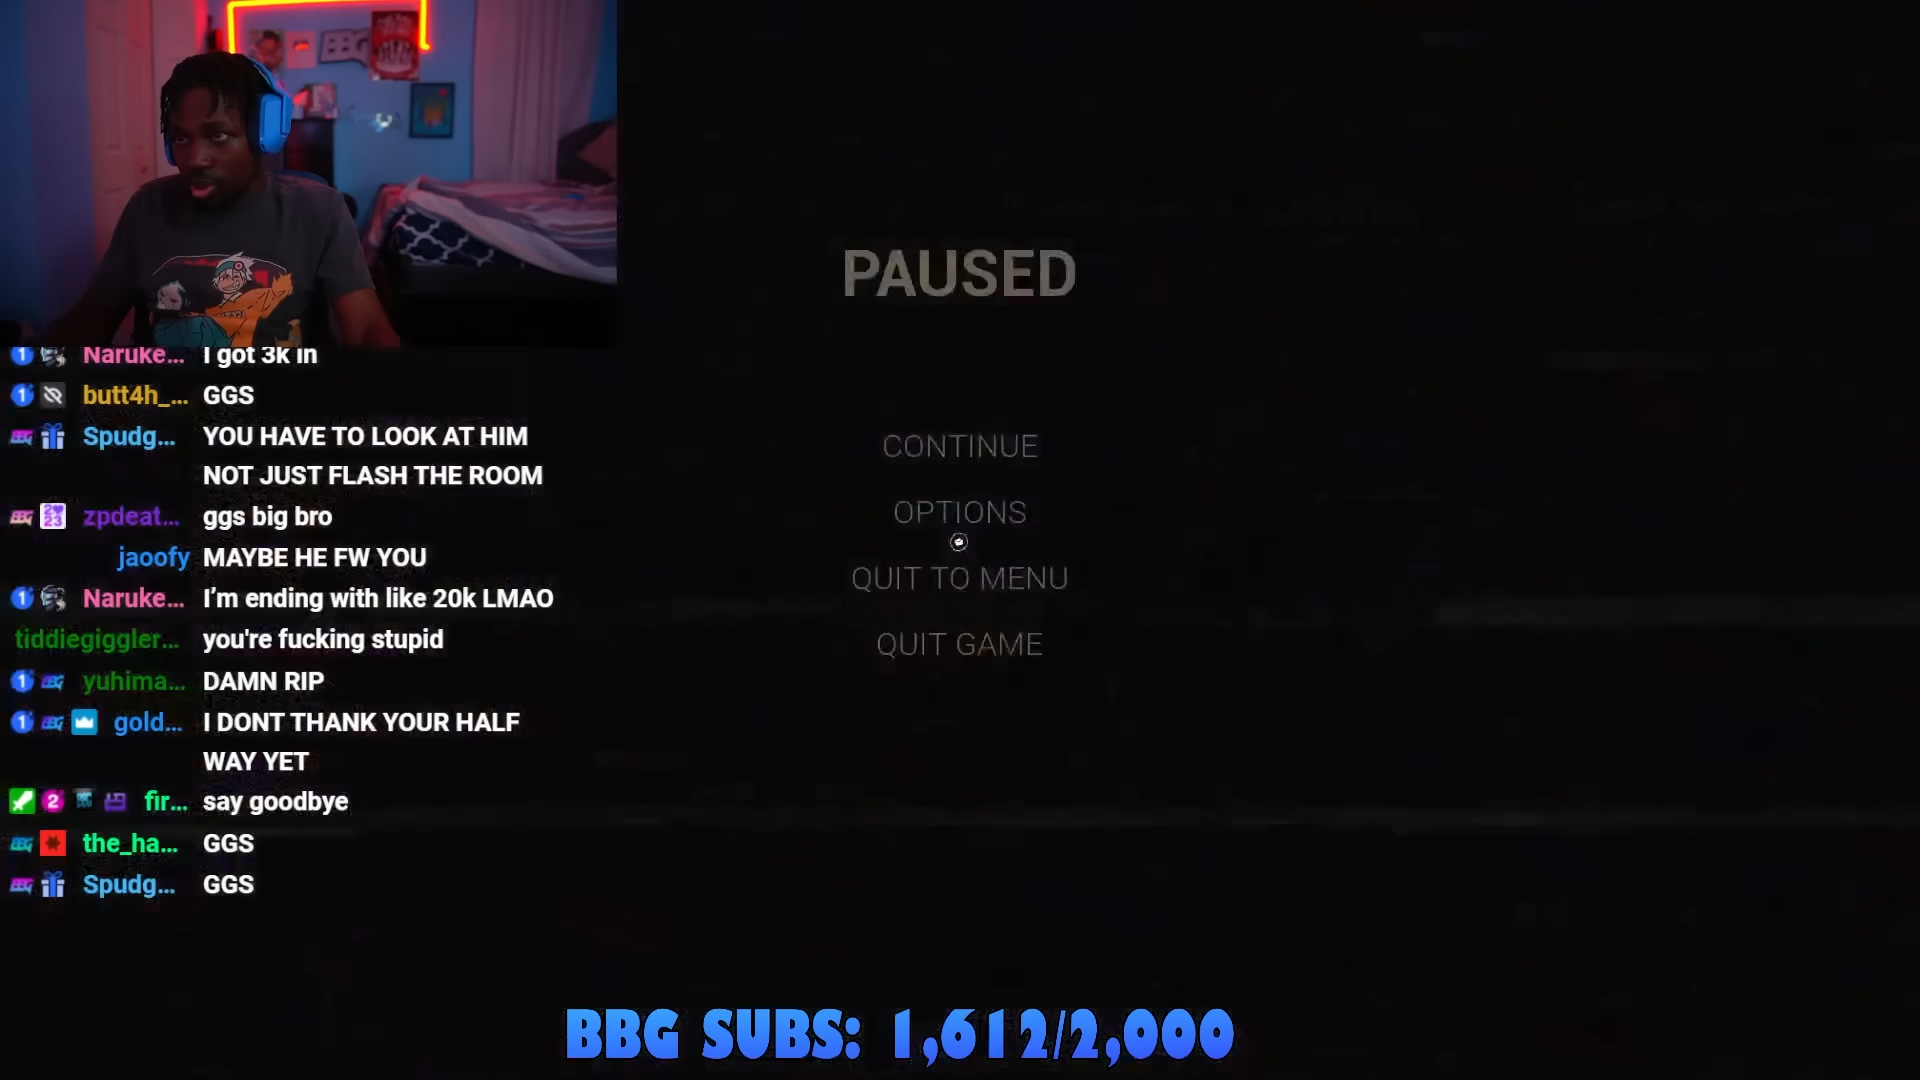 BBG
Naruke... I got 3k in
butt4h_... GGS
Spudg... YOU HAVE TO LOOK AT HIM
NOT JUST FLASH THE ROOM
zpdeat... ggs big bro
jaoofy MAYBE HE FW YOU
Naruke... I’m ending with like 20k LMAO
tiddiegiggler... you're fucking stupid
yuhima... DAMN RIP
gold... I DONT THANK YOUR HALF
WAY YET
fir... say goodbye
the_ha... GGS
Spudg... GGS
PAUSED
CONTINUE
OPTIONS
QUIT TO MENU
QUIT GAME
BBG SUBS: 1,612/2,000